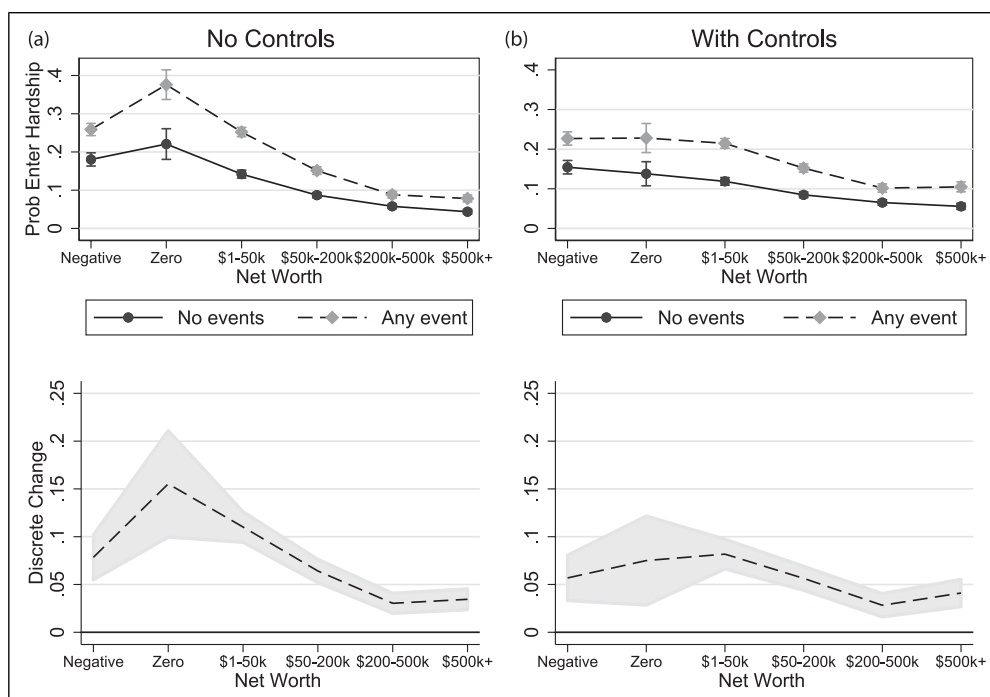 (a) No Controls
Prob Enter Hardship
.4
.3
.2
.1
0
Negative Zero $1-50k $50k-200k $200k-500k $500k+
Net Worth
(b) With Controls
.4
.3
.2
.1
0
Negative Zero $1-50k $50k-200k $200k-500k $500k+
Net Worth
No events Any event
No events Any event
Discrete Change
.25
.2
.15
.1
.05
0
Negative Zero $1-50k $50-200k $200-500k $500k+
Net Worth
.25
.2
.15
.1
.05
0
Negative Zero $1-50k $50-200k $200-500k $500k+
Net Worth